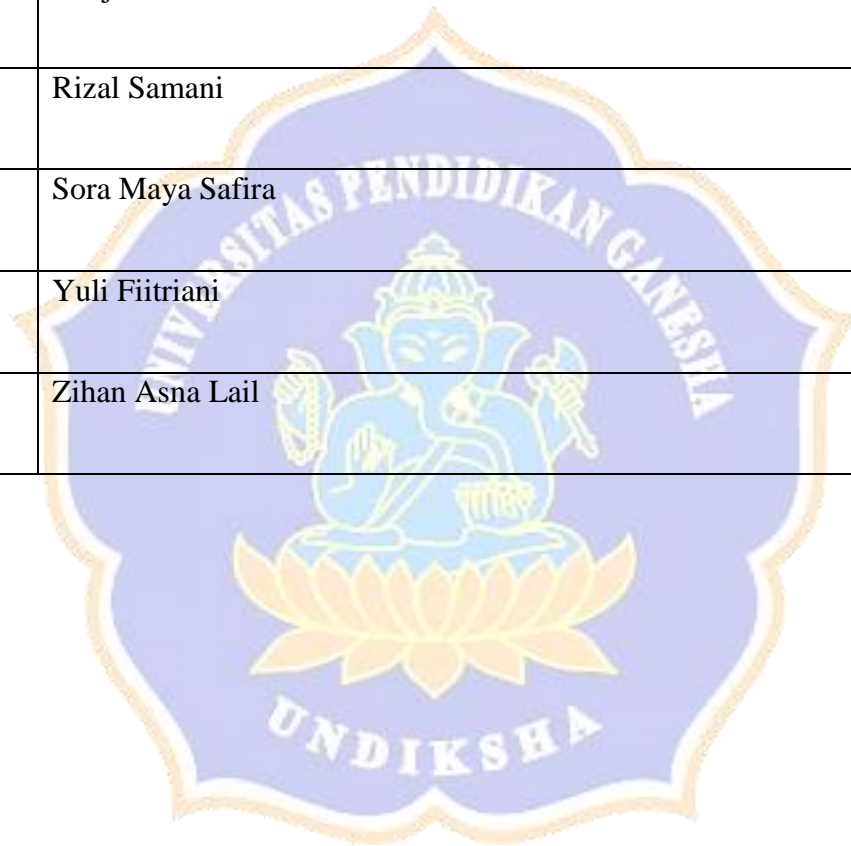 Rizal Samani
Sora Maya Safira
Yuli Fiitriani
Zihan Asna Lail
UNIVERSITAS PENDIDIKAN GANESHA
UNDIKSHA